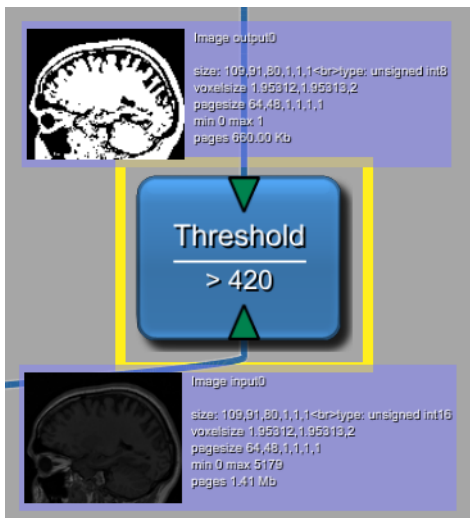 Image output0
size: 109,91,80,1,1,1<br>type: unsigned int8
voxelsize 1.95312,1.95313,2
pagesize 64,48,1,1,1,1
min 0 max 1
pages 660.00 Kb
Threshold
> 420
Image input0
size: 109,91,80,1,1,1<br>type: unsigned int16
voxelsize 1.95312,1.95313,2
pagesize 64,48,1,1,1,1
min 0 max 5179
pages 1.41 Mb